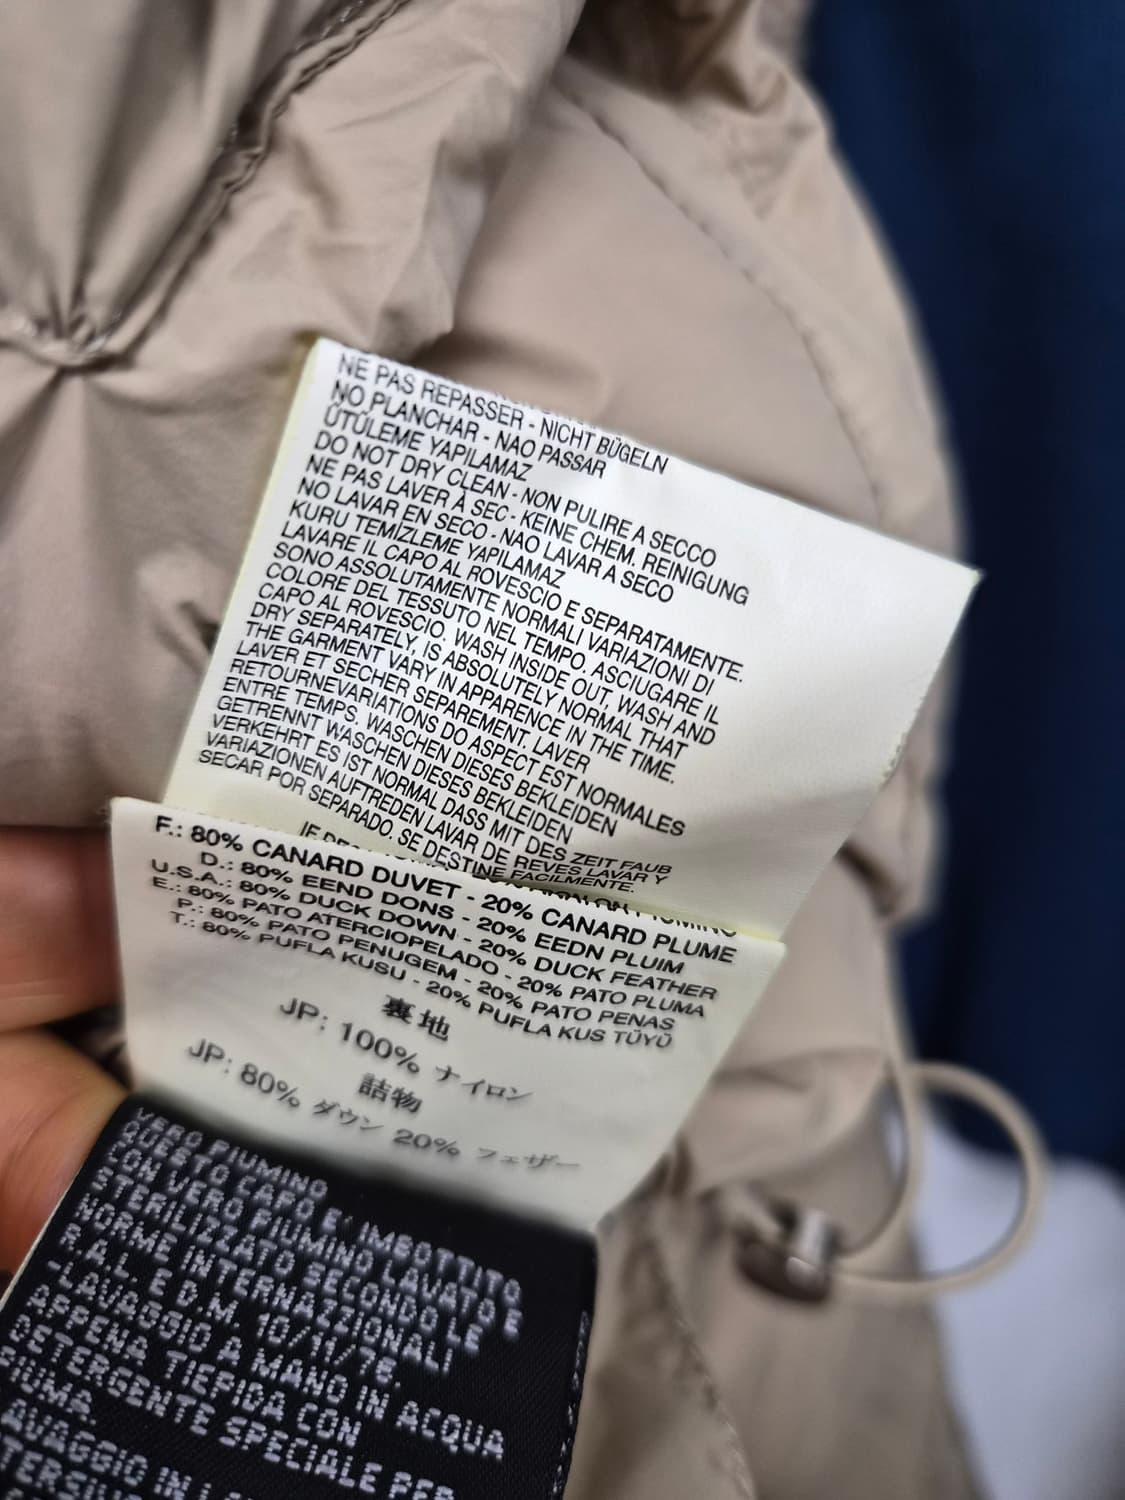 NE PAS REPASSER - NICHT BÜGELN
NO PLANCHAR - NAO PASSAR
ÜTÜLEME YAPILAMAZ
DO NOT DRY CLEAN - NON PULIRE A SECCO
NE PAS LAVER À SEC - KEINE CHEM. REINIGUNG
NO LAVAR EN SECO - NAO LAVAR A SECO
KURU TEMİZLEME YAPILAMAZ
LAVARE IL CAPO AL ROVESCIO E SEPARATAMENTE.
SONO ASSOLUTAMENTE NORMALI VARIAZIONI DI
COLORE DEL TESSUTO NEL TEMPO. ASCIUGARE IL
CAPO AL ROVESCIO. WASH INSIDE OUT, WASH AND
DRY SEPARATELY, IS ABSOLUTELY NORMAL THAT
THE GARMENT VARY IN APPARENCE IN THE TIME.
LAVER ET SECHER SEPAREMENT. LAVER
RETOURNEVARIATIONS DO ASPECT EST NORMALES
ENTRE TEMPS. WASCHEN DIESES BEKLEIDEN
GETRENNT WASCHEN DIESES BEKLEIDEN
VERKEHRT ES IST NORMAL DASS MIT DES ZEIT FAUB
VARIAZIONEN AUFTREDEN LAVAR DE REVES LAVAR Y
SECAR POR SEPARADO. SE DESTINE FACILMENTE.
F.: 80% CANARD DUVET - 20% CANARD PLUME
D.: 80% EEND DONS - 20% EEDN PLUIM
U.S.A.: 80% DUCK DOWN - 20% DUCK FEATHER
E.: 80% PATO ATERCIOPELADO - 20% PATO PLUMA
P.: 80% PATO PENUGEM - 20% PATO PENAS
T.: 80% PUFLA KUSU - 20% PUFLA KUS TÜYÜ
裏地
JP: 100% ナイロン
詰物
JP: 80% ダウン 20% フェザー
VERO PIUMINO
QUESTO CAPO E' IMBOTTITO
CON VERO PIUMINO LAVATO E
STERILIZZATO SECONDO LE
NORME INTERNAZIONALI
R.A.L. E D.M. 10/11/76.
-LAVAGGIO A MANO IN ACQUA
APPENA TIEPIDA CON
DETERGENTE SPECIALE PER
PIUMA.
LAVAGGIO IN